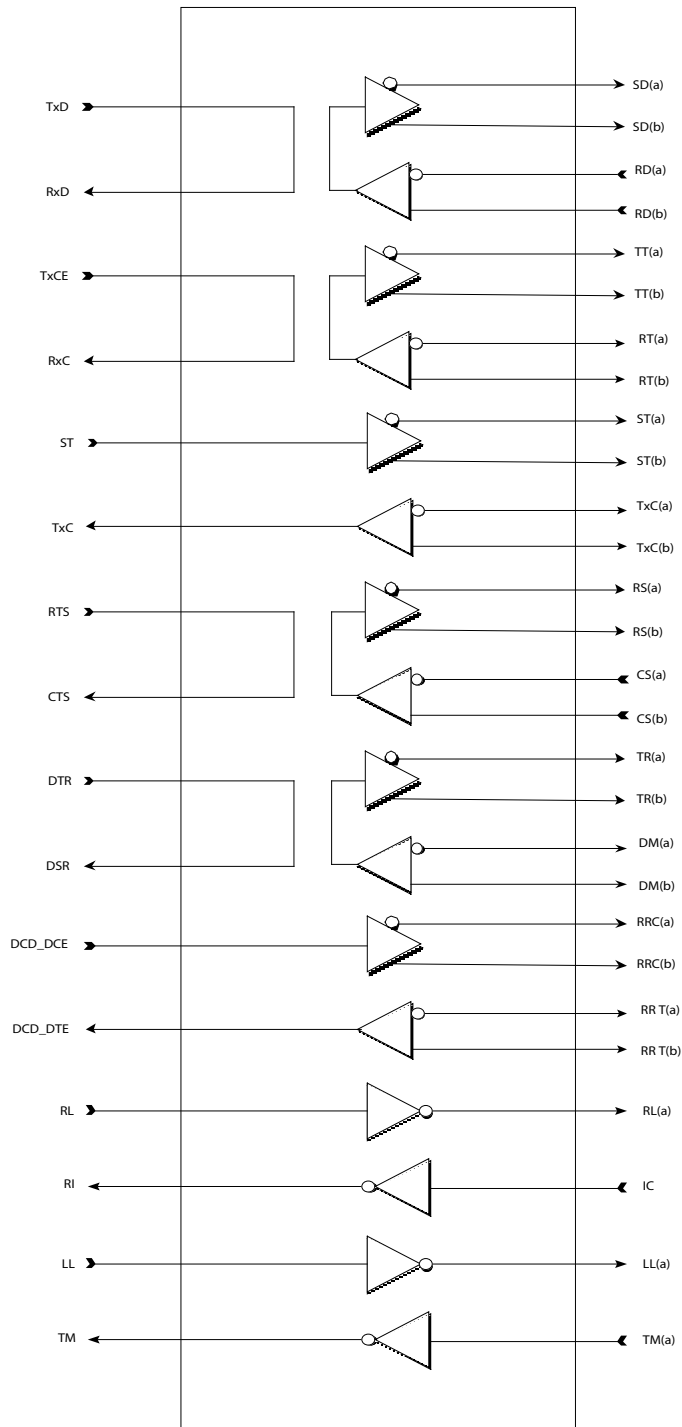 TxD
SD(a)
SD(b)
RxD
RD(a)
RD(b)
TxCE
TT(a)
TT(b)
RxC
RT(a)
RT(b)
ST
ST(a)
ST(b)
TxC
TxC(a)
TxC(b)
RTS
RS(a)
RS(b)
CTS
CS(a)
CS(b)
DTR
TR(a)
TR(b)
DSR
DM(a)
DM(b)
DCD_DCE
RRC(a)
RRC(b)
DCD_DTE
RR T(a)
RR T(b)
RL
RL(a)
RI
IC
LL
LL(a)
TM
TM(a)